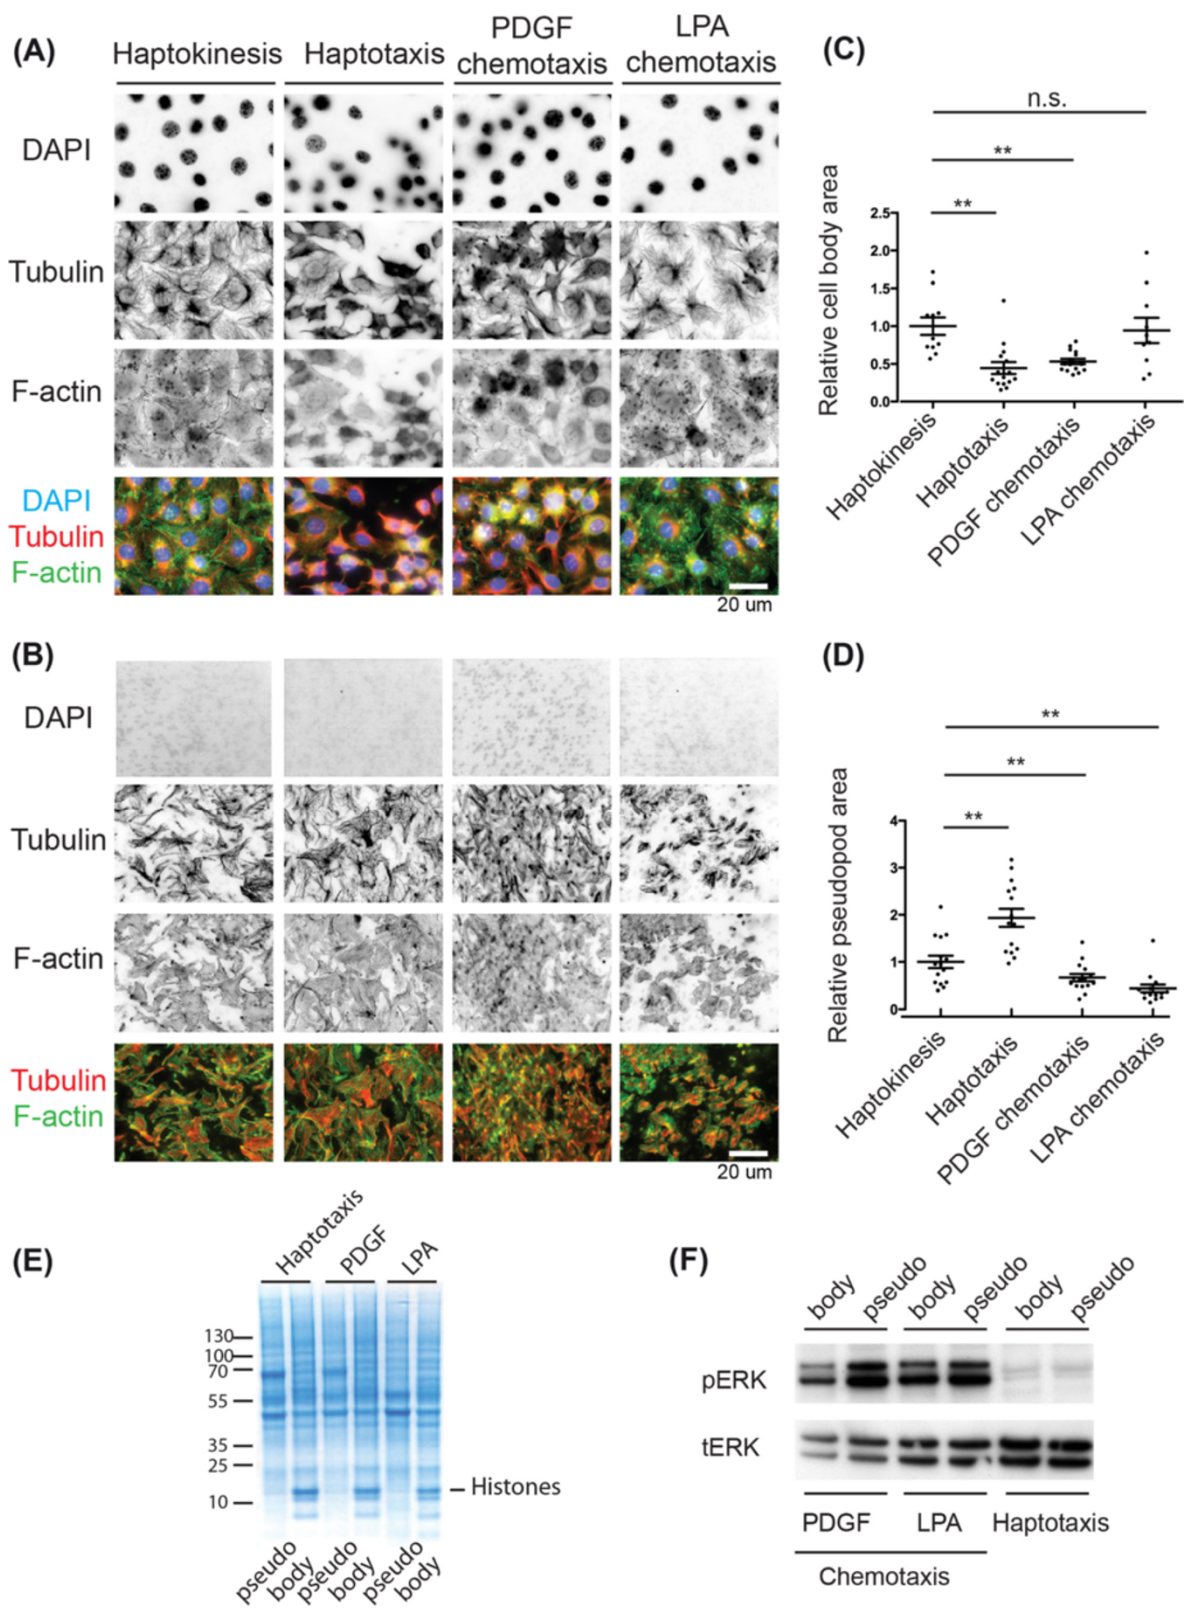 (A)
Haptokinesis
Haptotaxis
PDGF
chemotaxis
LPA
chemotaxis
DAPI
Tubulin
F-actin
DAPI
Tubulin
F-actin
20 um
(C)
n.s.
**
**
Relative cell body area
2.5
2.0
1.5
1.0
0.5
0.0
Haptokinesis
Haptotaxis
PDGF chemotaxis
LPA chemotaxis
(B)
DAPI
Tubulin
F-actin
Tubulin
F-actin
20 um
(D)
**
**
**
Relative pseudopod area
4
3
2
1
0
Haptokinesis
Haptotaxis
PDGF chemotaxis
LPA chemotaxis
(E)
Haptotaxis
PDGF
LPA
130
100
70
55
35
25
10
Histones
pseudo
body
pseudo
body
pseudo
body
(F)
body
pseudo
body
pseudo
body
pseudo
pERK
tERK
PDGF
LPA
Haptotaxis
Chemotaxis